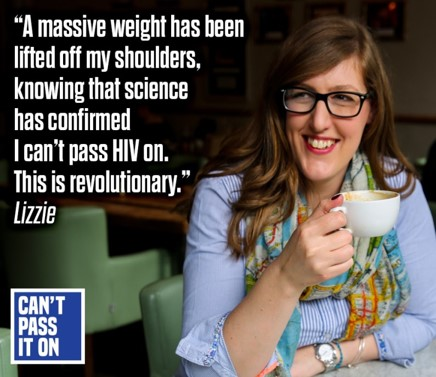 “A massive weight has been
lifted off my shoulders,
knowing that science
has confirmed
I can’t pass HIV on.
This is revolutionary.”
Lizzie
CAN’T
PASS
IT ON